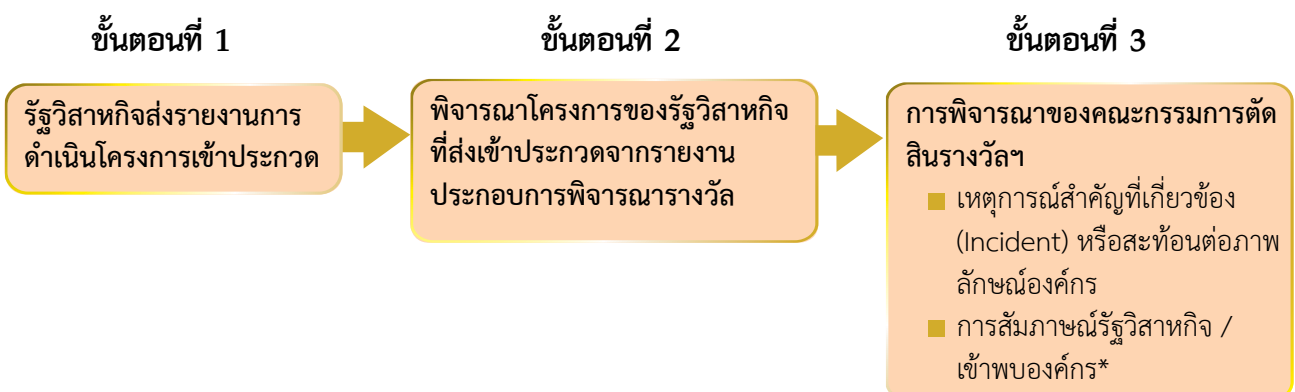 ขั้นตอนที่ 1
รัฐวิสาหกิจส่งรายงานการ
ดำเนินโครงการเข้าประกวด
ขั้นตอนที่ 2
พิจารณาโครงการของรัฐวิสาหกิจ
ที่ส่งเข้าประกวดจากรายงาน
ประกอบการพิจารณารางวัล
ขั้นตอนที่ 3
การพิจารณาของคณะกรรมการตัด
สินรางวัลฯ
เหตุการณ์สำคัญที่เกี่ยวข้อง
(Incident) หรือสะท้อนต่อภาพ
ลักษณ์องค์กร
การสัมภาษณ์รัฐวิสาหกิจ /
เข้าพบองค์กร*